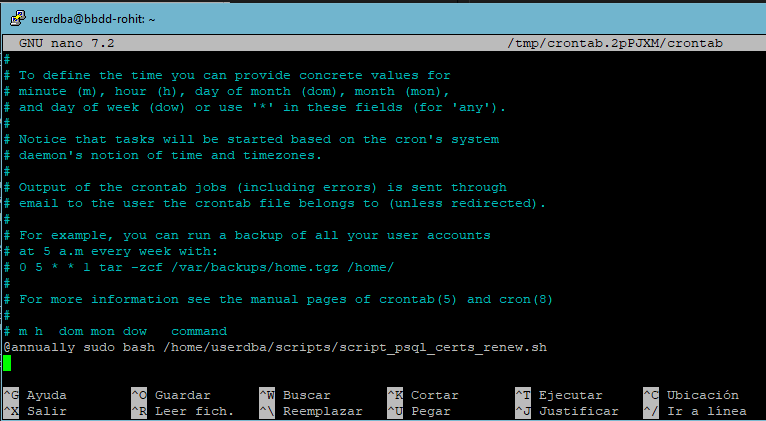 userdba@bbdd-rohit: ~
GNU nano 7.2 /tmp/crontab.2pPJXM/crontab
#
# To define the time you can provide concrete values for
# minute (m), hour (h), day of month (dom), month (mon),
# and day of week (dow) or use '*' in these fields (for 'any').
#
# Notice that tasks will be started based on the cron's system
# daemon's notion of time and timezones.
#
# Output of the crontab jobs (including errors) is sent through
# email to the user the crontab file belongs to (unless redirected).
#
# For example, you can run a backup of all your user accounts
# at 5 a.m every week with:
# 0 5 * * 1 tar -zcf /var/backups/home.tgz /home/
#
# For more information see the manual pages of crontab(5) and cron(8)
#
# m h  dom mon dow   command
@annually sudo bash /home/userdba/scripts/script_psql_certs_renew.sh
^G Ayuda ^O Guardar ^W Buscar ^K Cortar ^T Ejecutar ^C Ubicación
^X Salir ^R Leer fich. ^\ Reemplazar ^U Pegar ^J Justificar ^/ Ir a línea